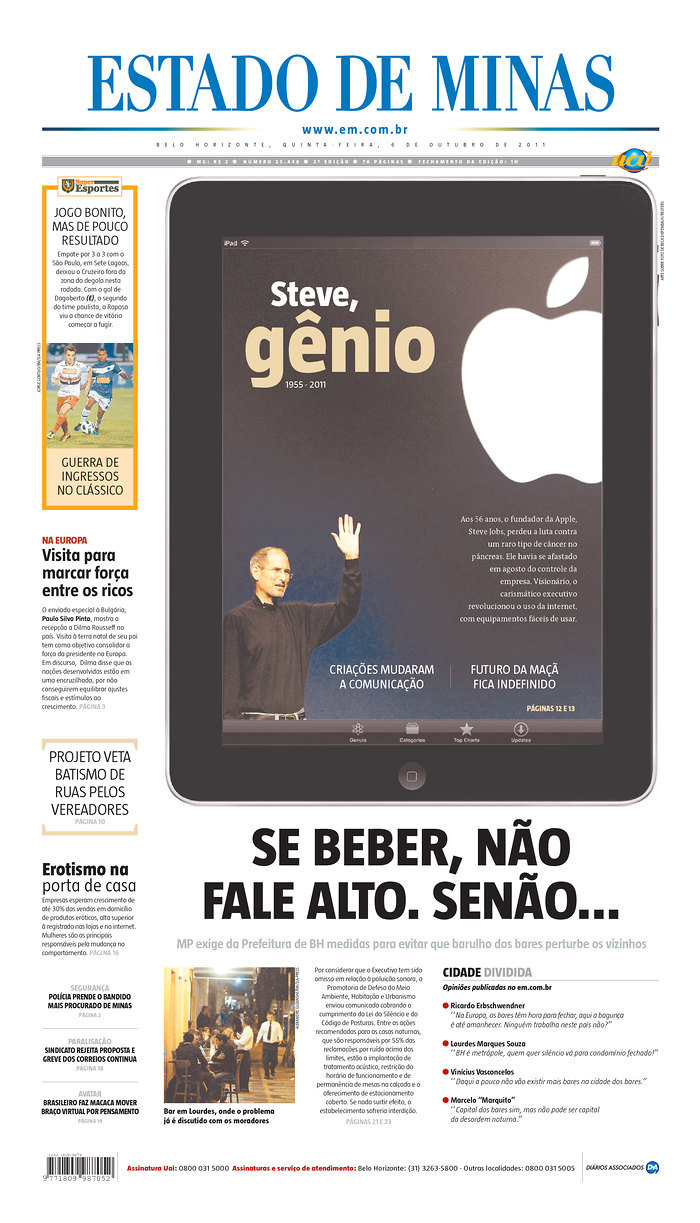 ESTADO DE MINAS
www.em.com.br
BELO HORIZONTE, QUINTA-FEIRA, 6 DE OUTUBRO DE 2011
● MG: R$ 2 ● NÚMERO 25.446 ● 2ª EDIÇÃO ● 76 PÁGINAS ● FECHAMENTO DA EDIÇÃO: 1H
uai
Super
Esportes
JOGO BONITO,
MAS DE POUCO
RESULTADO
Empate por 3 a 3 com o
São Paulo, em Sete Lagoas,
deixou o Cruzeiro fora da
zona da degola nesta
rodada. Com o gol de
Dagoberto (E), o segundo
do time paulista, a Raposa
viu a chance de vitória
começar a fugir.
GUERRA DE
INGRESSOS
NO CLÁSSICO
NA EUROPA
Visita para
marcar força
entre os ricos
O enviado especial à Bulgária,
Paulo Silva Pinto, mostra a
recepção a Dilma Rousseff no
país. Visita à terra natal de seu pai
tem como objetivo consolidar a
força da presidente na Europa.
Em discurso, Dilma disse que as
nações desenvolvidas estão em
uma encruzilhada, por não
conseguirem equilibrar ajustes
fiscais e estímulos ao
crescimento. PÁGINA 3
PROJETO VETA
BATISMO DE
RUAS PELOS
VEREADORES
PÁGINA 10
Erotismo na
porta de casa
Empresas esperam crescimento de
até 30% das vendas em domicílio
de produtos eróticos, alta superior
à registrada nas lojas e na internet.
Mulheres são as principais
responsáveis pela mudança no
comportamento. PÁGINA 16
SEGURANÇA
POLÍCIA PRENDE O BANDIDO
MAIS PROCURADO DE MINAS
PÁGINA 2
PARALISAÇÃO
SINDICATO REJEITA PROPOSTA E
GREVE DOS CORREIOS CONTINUA
PÁGINA 18
AVATAR
BRASILEIRO FAZ MACACA MOVER
BRAÇO VIRTUAL POR PENSAMENTO
PÁGINA 19
iPad
Steve,
gênio
1955 - 2011
Aos 56 anos, o fundador da Apple,
Steve Jobs, perdeu a luta contra
um raro tipo de câncer no
pâncreas. Ele havia se afastado
em agosto do controle da
empresa. Visionário, o
carismático executivo
revolucionou o uso da internet,
com equipamentos fáceis de usar.
CRIAÇÕES MUDARAM
A COMUNICAÇÃO
FUTURO DA MAÇÃ
FICA INDEFINIDO
PÁGINAS 12 E 13
Genius
Categories
Top Charts
Updates
SE BEBER, NÃO
FALE ALTO. SENÃO...
MP exige da Prefeitura de BH medidas para evitar que barulho dos bares perturbe os vizinhos
Bar em Lourdes, onde o problema
já é discutido com os moradores
Por considerar que o Executivo tem sido
omisso em relação à poluição sonora, a
Promotoria de Defesa do Meio
Ambiente, Habitação e Urbanismo
enviou comunicado cobrando o
cumprimento da Lei do Silêncio e do
Código de Posturas. Entre as ações
recomendadas para as casas noturnas,
que são responsáveis por 55% das
reclamações por ruído acima dos
limites, estão a implantação de
tratamento acústico, restrição do
horário de funcionamento e de
permanência de mesas na calçada e o
oferecimento de estacionamento
coberto. Se nada surtir efeito, o
estabelecimento sofreria interdição.
PÁGINAS 21 E 23
CIDADE DIVIDIDA
Opiniões publicadas no em.com.br
● Ricardo Erbschwendner
“Na Europa, os bares têm hora para fechar, aqui a bagunça
é até amanhecer. Ninguém trabalha neste país não?”
● Lourdes Marques Souza
“BH é metrópole, quem quer silêncio vá para condomínio fechado!”
● Vinícius Vasconcelos
“Daqui a pouco não vão existir mais bares na cidade dos bares.”
● Marcelo “Marquito”
“Capital dos bares sim, mas não pode ser capital
da desordem noturna.”
9 771809 987052
Assinatura Uai: 0800 031 5000 Assinaturas e serviço de atendimento: Belo Horizonte: (31) 3263-5800 - Outras localidades: 0800 031 5005
DIÁRIOS ASSOCIADOS DA